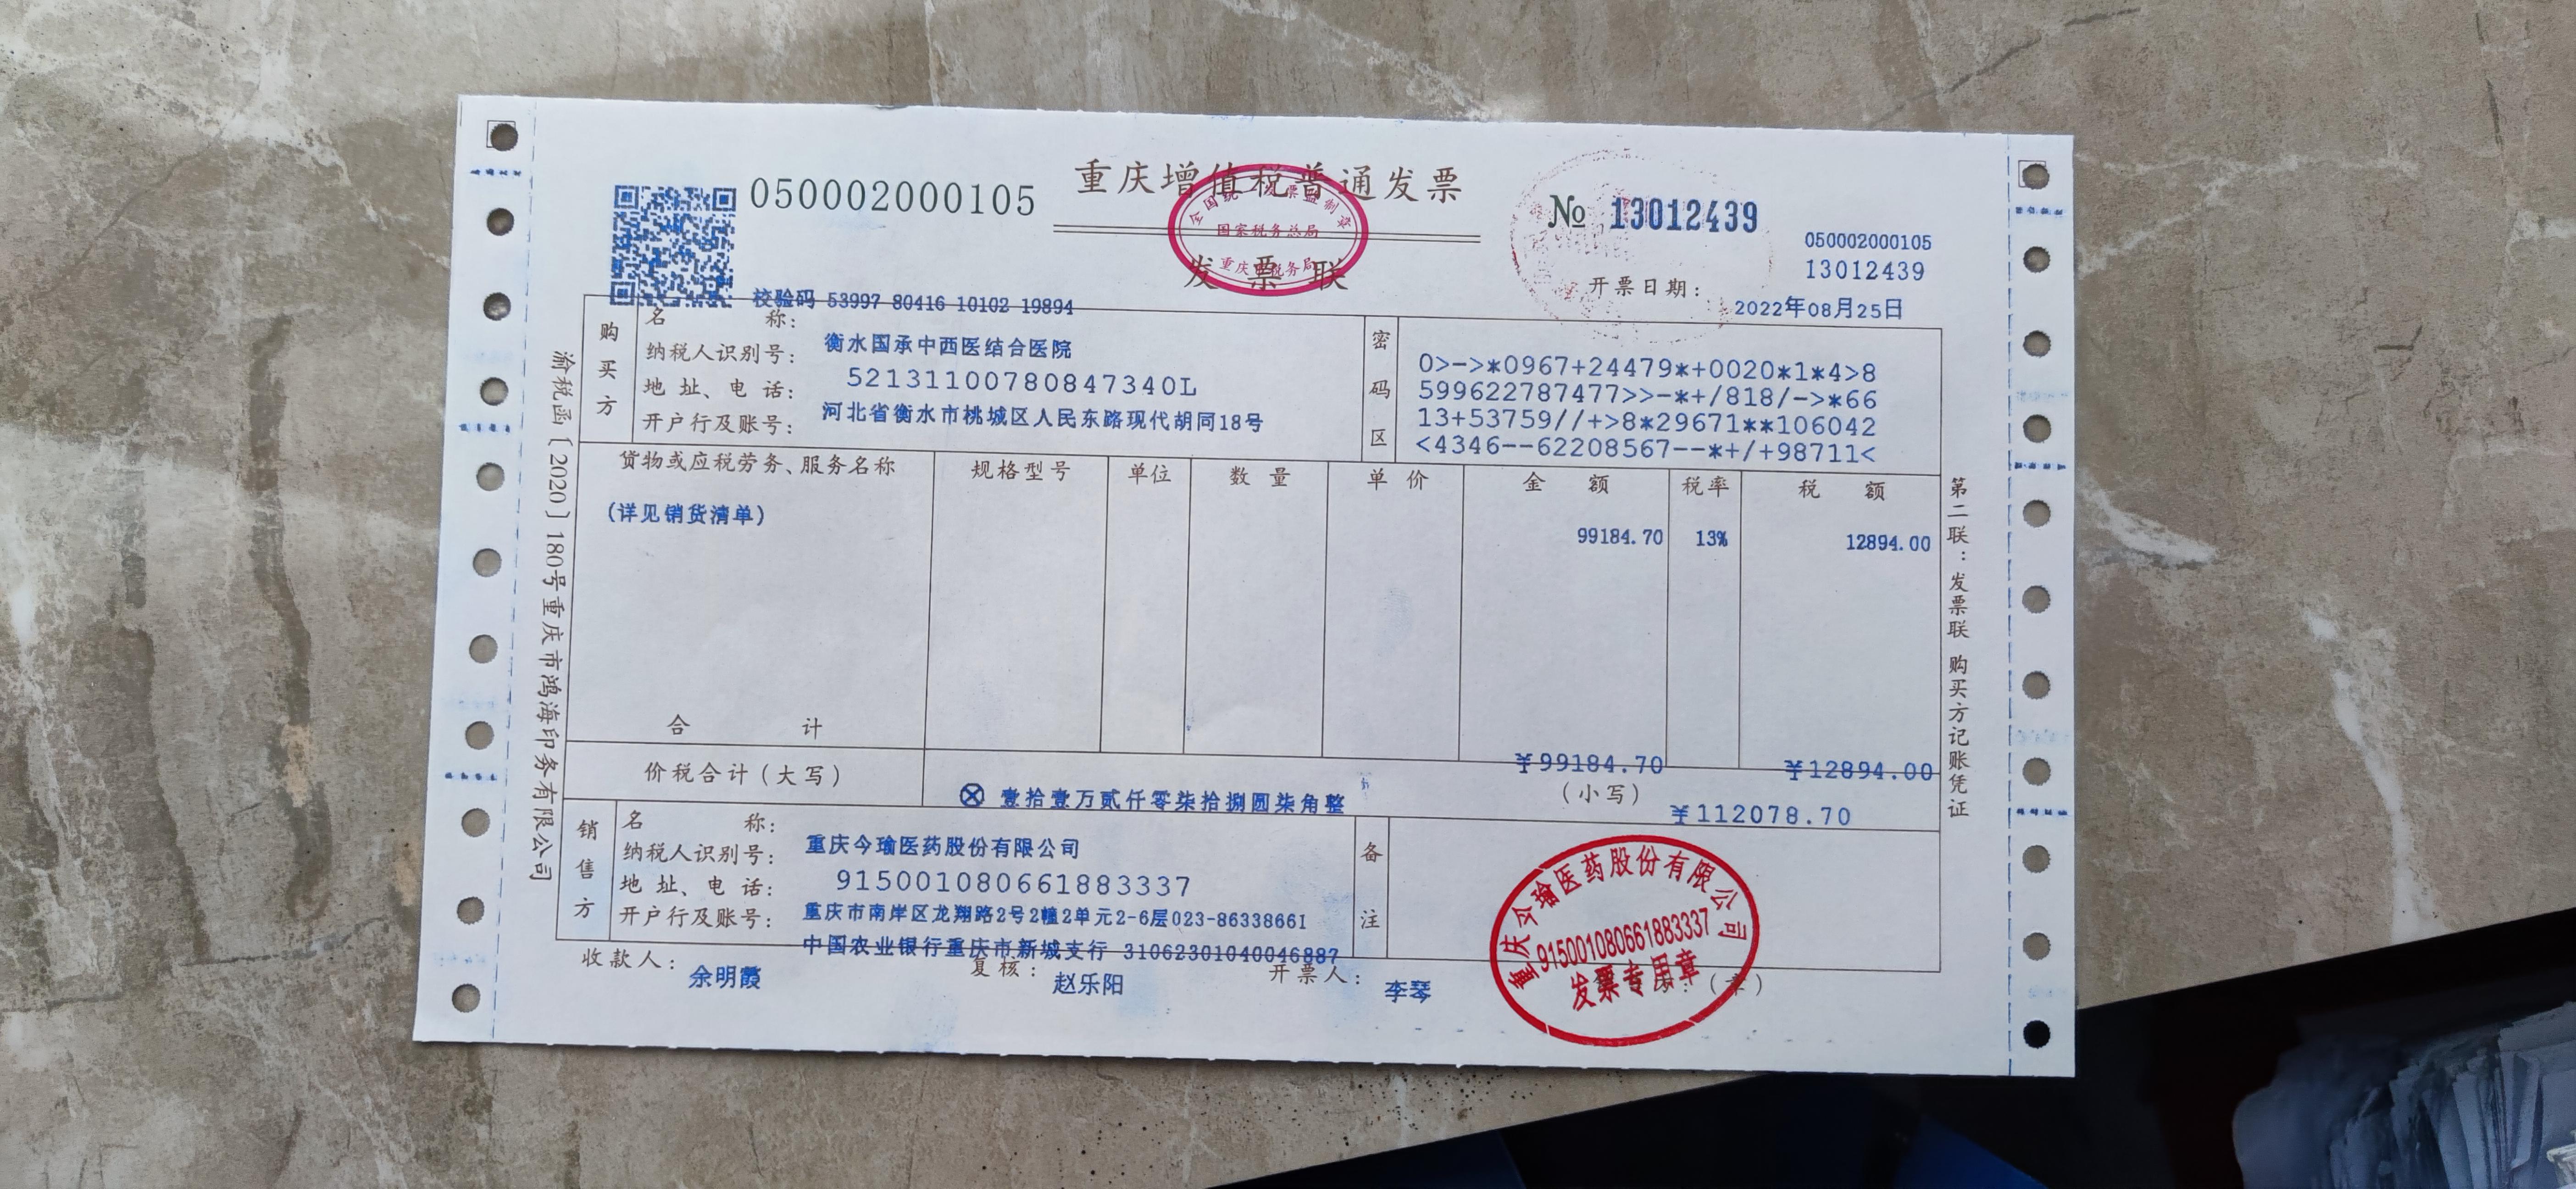 重庆增值税普通发票
050002000105
全国统一发票监制章
国家税务总局
重庆市税务局
发票联
№ 13012439
050002000105
13012439
校验码 53997 80416 10102 19894
开票日期: 2022年08月25日
购买方
名称: 衡水国承中西医结合医院
纳税人识别号: 52131100780847340L
地址、电话: 河北省衡水市桃城区人民东路现代胡同18号
开户行及账号:
密码区
0>->*0967+24479*+0020*1*4>8
599622787477>>-*+/818/->*66
13+53759//+>8*29671**106042
<4346--62208567--*+/+98711<
货物或应税劳务、服务名称 规格型号 单位 数量 单价 金额 税率 税额
(详见销货清单) 99184.70 13% 12894.00
合计 ¥99184.70 ¥12894.00
价税合计(大写) ⊗ 壹拾壹万贰仟零柒拾捌圆柒角整 (小写) ¥112078.70
销售方
名称: 重庆今瑜医药股份有限公司
纳税人识别号: 915001080661883337
地址、电话: 重庆市南岸区龙翔路2号2幢2单元2-6层023-86338661
开户行及账号: 中国农业银行重庆市新城支行 31062301040046887
备注
收款人: 余明霞 复核: 赵乐阳 开票人: 李琴 (章)
重庆今瑜医药股份有限公司
915001080661883337
发票专用章
渝税函〔2020〕180号重庆市鸿海印务有限公司
第二联:发票联 购买方记账凭证